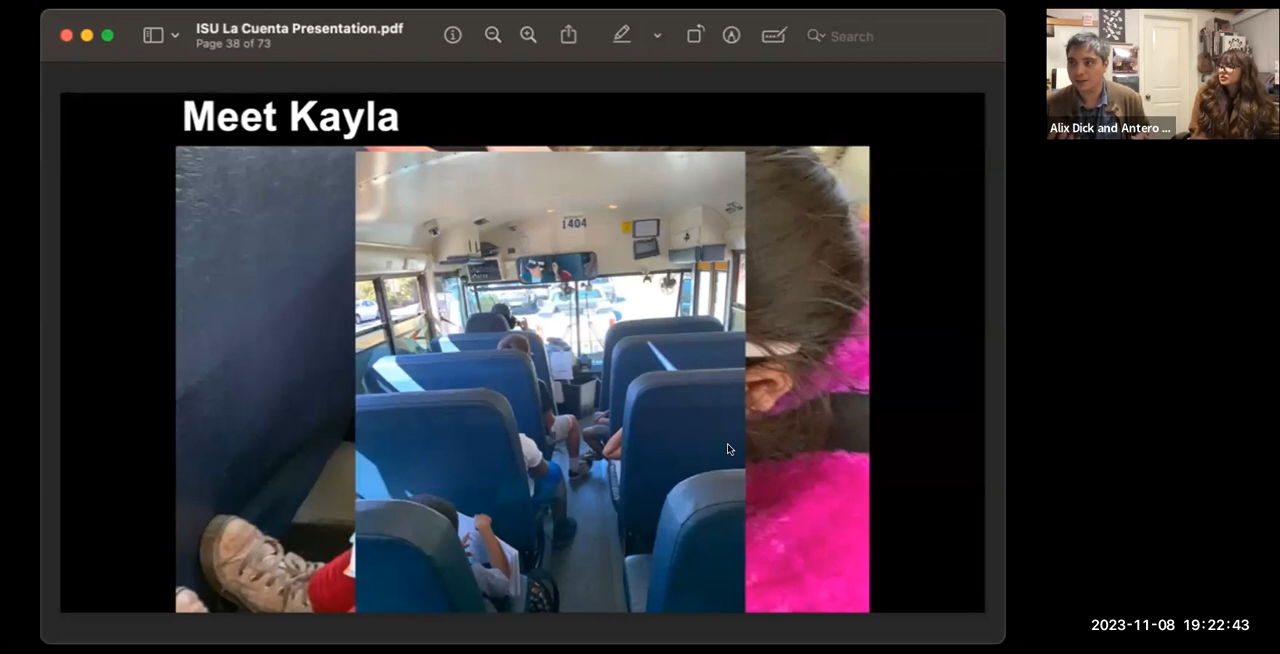 ISU La Cuenta Presentation.pdf
Page 38 of 73
Search
Meet Kayla
1404
Alix Dick and Antero ...
2023-11-08 19:22:43